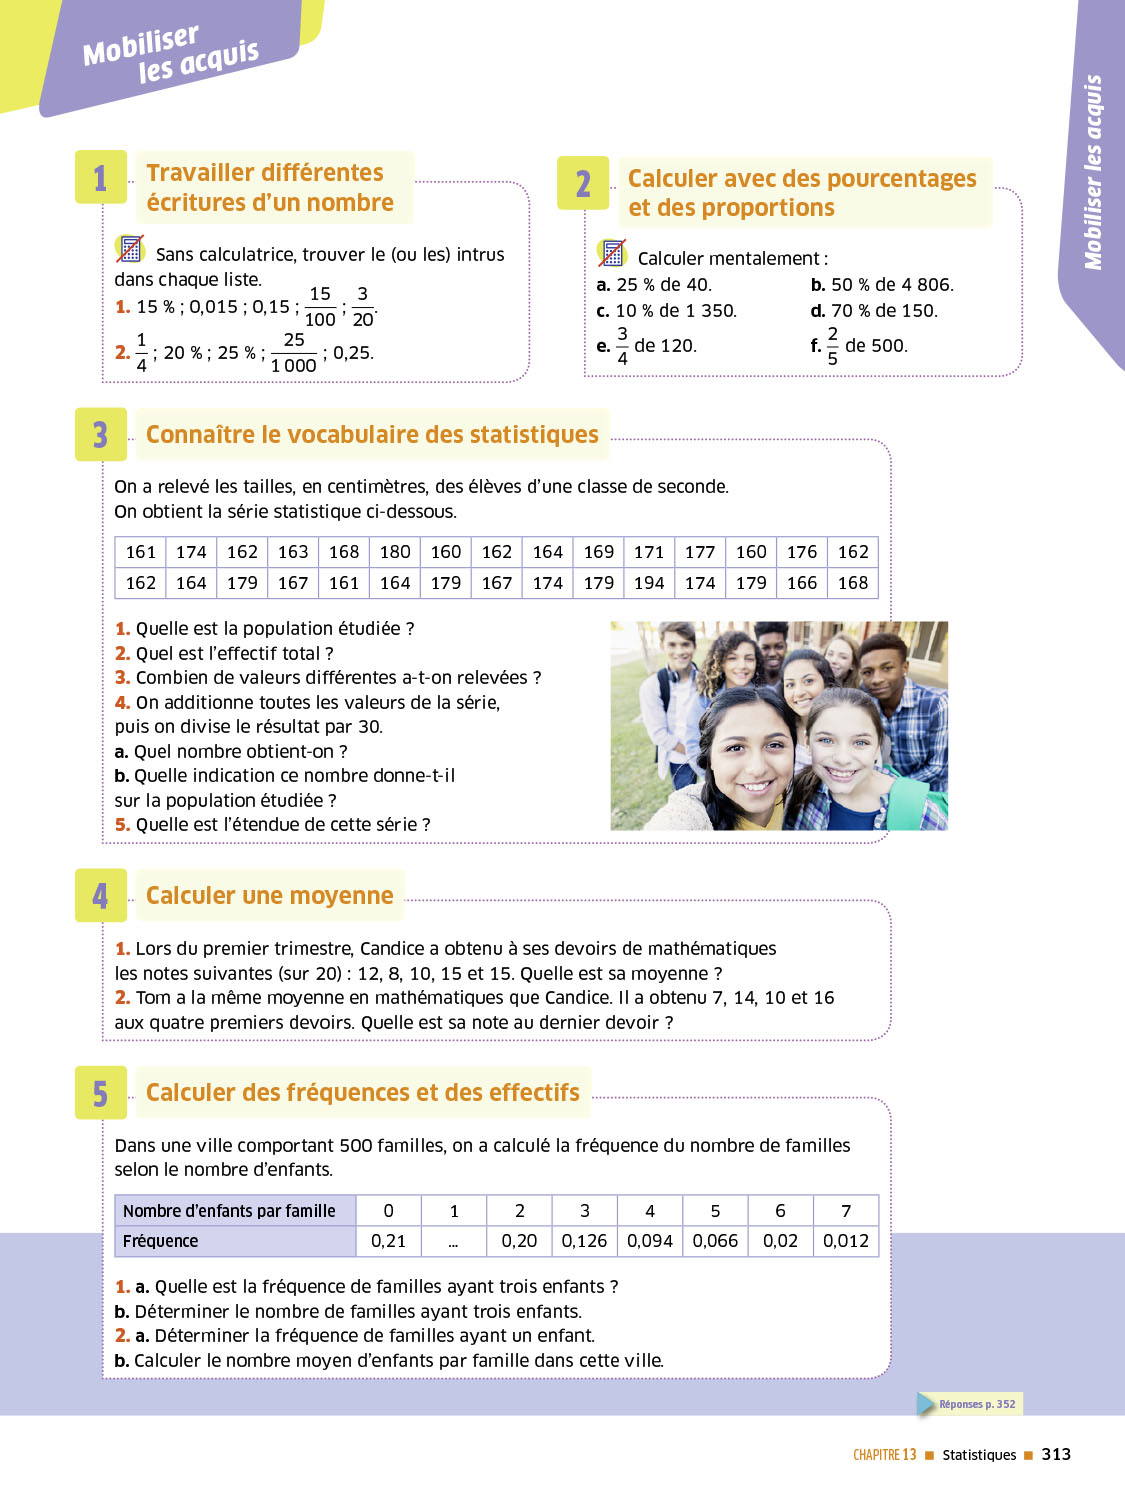 Mobiliser
les acquis
Mobiliser les acquis
1 Travailler différentes
écritures d'un nombre
Sans calculatrice, trouver le (ou les) intrus
dans chaque liste.
1. 15 % ; 0,015 ; 0,15 ; 15/100 ; 3/20.
2. 1/4 ; 20 % ; 25 % ; 25/1 000 ; 0,25.
2 Calculer avec des pourcentages
et des proportions
Calculer mentalement :
a. 25 % de 40. b. 50 % de 4 806.
c. 10 % de 1 350. d. 70 % de 150.
e. 3/4 de 120. f. 2/5 de 500.
3 Connaître le vocabulaire des statistiques
On a relevé les tailles, en centimètres, des élèves d'une classe de seconde.
On obtient la série statistique ci-dessous.
161 174 162 163 168 180 160 162 164 169 171 177 160 176 162
162 164 179 167 161 164 179 167 174 179 194 174 179 166 168
1. Quelle est la population étudiée ?
2. Quel est l'effectif total ?
3. Combien de valeurs différentes a-t-on relevées ?
4. On additionne toutes les valeurs de la série,
puis on divise le résultat par 30.
a. Quel nombre obtient-on ?
b. Quelle indication ce nombre donne-t-il
sur la population étudiée ?
5. Quelle est l'étendue de cette série ?
4 Calculer une moyenne
1. Lors du premier trimestre, Candice a obtenu à ses devoirs de mathématiques
les notes suivantes (sur 20) : 12, 8, 10, 15 et 15. Quelle est sa moyenne ?
2. Tom a la même moyenne en mathématiques que Candice. Il a obtenu 7, 14, 10 et 16
aux quatre premiers devoirs. Quelle est sa note au dernier devoir ?
5 Calculer des fréquences et des effectifs
Dans une ville comportant 500 familles, on a calculé la fréquence du nombre de familles
selon le nombre d'enfants.
Nombre d'enfants par famille 0 1 2 3 4 5 6 7
Fréquence 0,21 ... 0,20 0,126 0,094 0,066 0,02 0,012
1. a. Quelle est la fréquence de familles ayant trois enfants ?
b. Déterminer le nombre de familles ayant trois enfants.
2. a. Déterminer la fréquence de familles ayant un enfant.
b. Calculer le nombre moyen d'enfants par famille dans cette ville.
Réponses p. 352
CHAPITRE 13 ■ Statistiques ■ 313